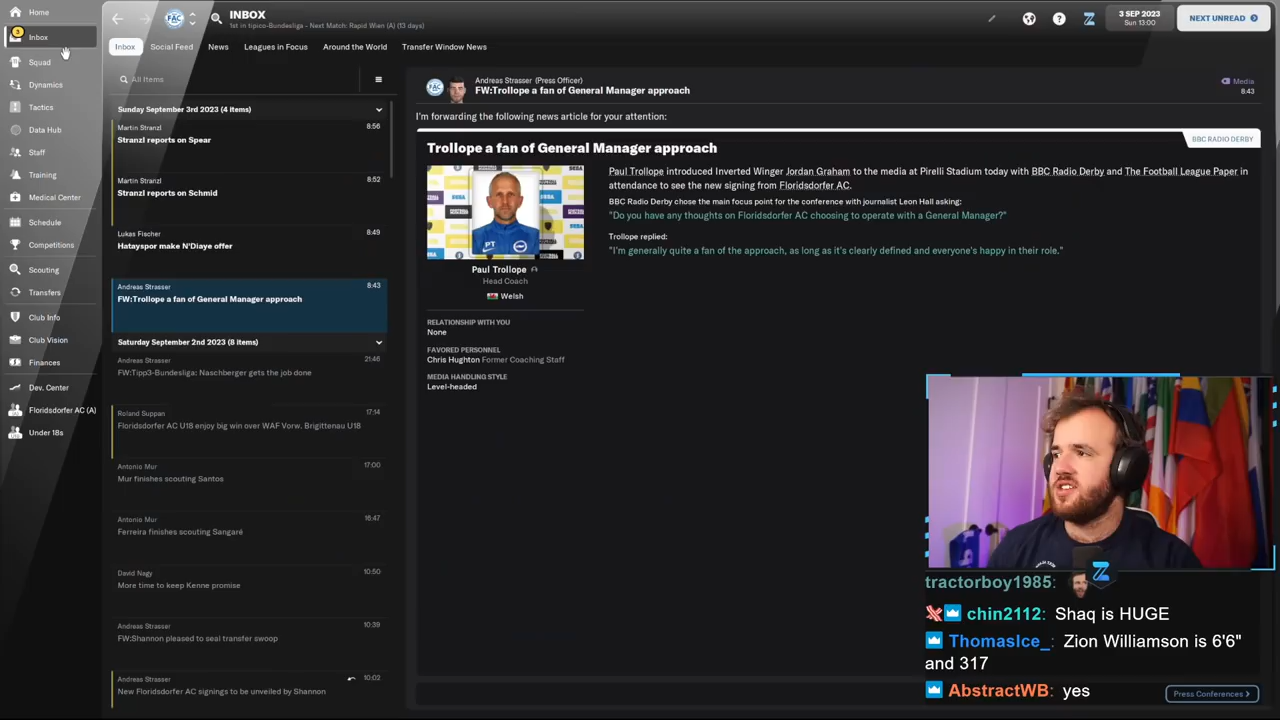 Home
3
Inbox
Squad
Dynamics
Tactics
Data Hub
Staff
Training
Medical Center
Schedule
Competitions
Scouting
Transfers
Club Info
Club Vision
Finances
Dev. Center
Floridsdorfer AC (A)
Under 18s
FAC
INBOX
1st in tipico-Bundesliga - Next Match: Rapid Wien (A) (13 days)
3 SEP 2023
Sun 13:00
NEXT UNREAD
Inbox
Social Feed
News
Leagues in Focus
Around the World
Transfer Window News
All Items
Sunday September 3rd 2023 (4 items)
Martin Stranzl
8:56
Stranzl reports on Spear
Martin Stranzl
8:52
Stranzl reports on Schmid
Lukas Fischer
8:49
Hatayspor make N'Diaye offer
Andreas Strasser
8:43
FW:Trollope a fan of General Manager approach
Saturday September 2nd 2023 (8 items)
Andreas Strasser
21:46
FW:Tipp3-Bundesliga: Naschberger gets the job done
Roland Suppan
17:14
Floridsdorfer AC U18 enjoy big win over WAF Vorw. Brigittenau U18
Antonio Mur
17:00
Mur finishes scouting Santos
Antonio Mur
16:47
Ferreira finishes scouting Sangaré
David Nagy
10:50
More time to keep Kenne promise
Andreas Strasser
10:39
FW:Shannon pleased to seal transfer swoop
Andreas Strasser
10:02
New Floridsdorfer AC signings to be unveiled by Shannon
FAC
Andreas Strasser (Press Officer)
FW:Trollope a fan of General Manager approach
Media
8:43
I'm forwarding the following news article for your attention:
Trollope a fan of General Manager approach
BBC RADIO DERBY
PT
Paul Trollope
Head Coach
Welsh
RELATIONSHIP WITH YOU
None
FAVORED PERSONNEL
Chris Hughton Former Coaching Staff
MEDIA HANDLING STYLE
Level-headed
Paul Trollope introduced Inverted Winger Jordan Graham to the media at Pirelli Stadium today with BBC Radio Derby and The Football League Paper in
attendance to see the new signing from Floridsdorfer AC.
BBC Radio Derby chose the main focus point for the conference with journalist Leon Hall asking:
"Do you have any thoughts on Floridsdorfer AC choosing to operate with a General Manager?"
Trollope replied:
"I'm generally quite a fan of the approach, as long as it's clearly defined and everyone's happy in their role."
tractorboy1985:
chin2112: Shaq is HUGE
ThomasIce_: Zion Williamson is 6'6"
and 317
AbstractWB: yes
Press Conferences >